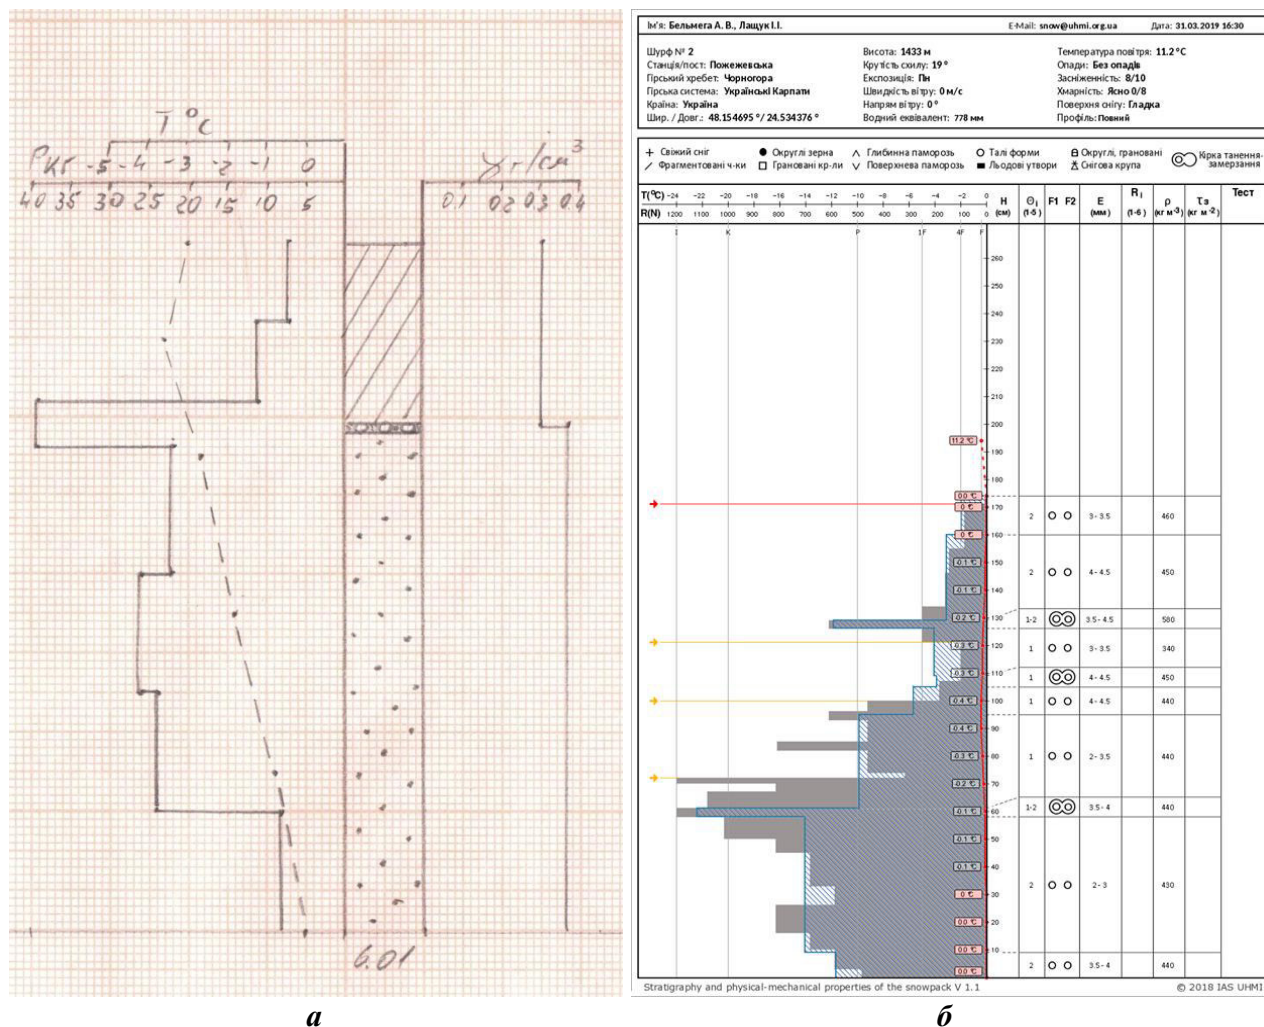 T °C
Pкг -5 -4 -3 -2 -1 0
40 35 30 25 20 15 10 5
γ г/см³
0.1 0.2 0.3 0.4
6.01
а
Ім'я: Бельмега А. В., Лащук І.І. E-Mail: snow@uhmi.org.ua Дата: 31.03.2019 16:30
Шурф № 2 Висота: 1433 м Температура повітря: 11.2 °C
Станція/пост: Пожежевська Крутість схилу: 19 ° Опади: Без опадів
Гірський хребет: Чорногора Експозиція: Пн Засніженість: 8/10
Гірська система: Українські Карпати Швидкість вітру: 0 м/с Хмарність: Ясно 0/8
Країна: Україна Напрям вітру: 0 ° Поверхня снігу: Гладка
Шир. / Довг.: 48.154695 °/ 24.534376 ° Водний еквівалент: 778 мм Профіль: Повний
Свіжий сніг Округлі зерна Глибинна паморозь Талі форми Округлі, грановані Кірка танення-замерзання
Фрагментовані ч-ки Грановані кр-ли Поверхнева паморозь Льодові утвори Снігова крупа
T(°C) -24 -22 -20 -18 -16 -14 -12 -10 -8 -6 -4 -2 0 H (см) Θi (1-5) F1 F2 E (мм) Ri (1-6) ρ (кг м-3) τз (кг м-2) Тест
R(N) 1200 1100 1000 900 800 700 600 500 400 300 200 100 0
I K P 1F 4F F
260
250
240
230
220
210
200
11.2 °C 190
180
0.0 °C
0 °C 170 2 3 - 3.5 460
0 °C 160
-0.1 °C 150 2 4 - 4.5 450
-0.1 °C 140
-0.2 °C 130 1-2 3.5 - 4.5 580
-0.3 °C 120 1 3 - 3.5 340
-0.3 °C 110 1 4 - 4.5 450
-0.4 °C 100 1 4 - 4.5 440
-0.4 °C 90
-0.3 °C 80 1 2 - 3.5 440
-0.2 °C 70
-0.1 °C 60 1-2 3.5 - 4 440
-0.1 °C 50
-0.1 °C 40
0 °C 30 2 2 - 3 430
0.0 °C 20
0.0 °C 10
0.0 °C 2 3.5 - 4 440
Stratigraphy and physical-mechanical properties of the snowpack V 1.1 © 2018 IAS UHMI
б